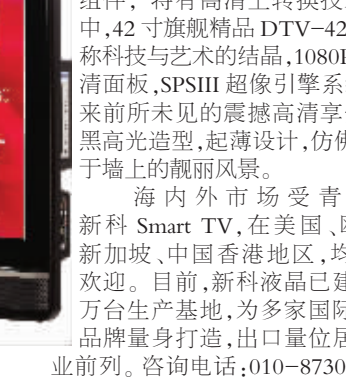 组件，特有高清上转换技
中,42 寸旗舰精品 DTV-42
称科技与艺术的结晶,1080P
清面板,SPSIII 超像引擎系
来前所未见的震撼高清享
黑高光造型,起薄设计,仿佛
于墙上的靓丽风景。
海内外市场受青
新科 Smart TV,在美国、欧
新加坡、中国香港地区,均
欢迎。目前,新科液晶已建
万台生产基地,为多家国际
品牌量身打造,出口量位居
业前列。咨询电话:010-8730